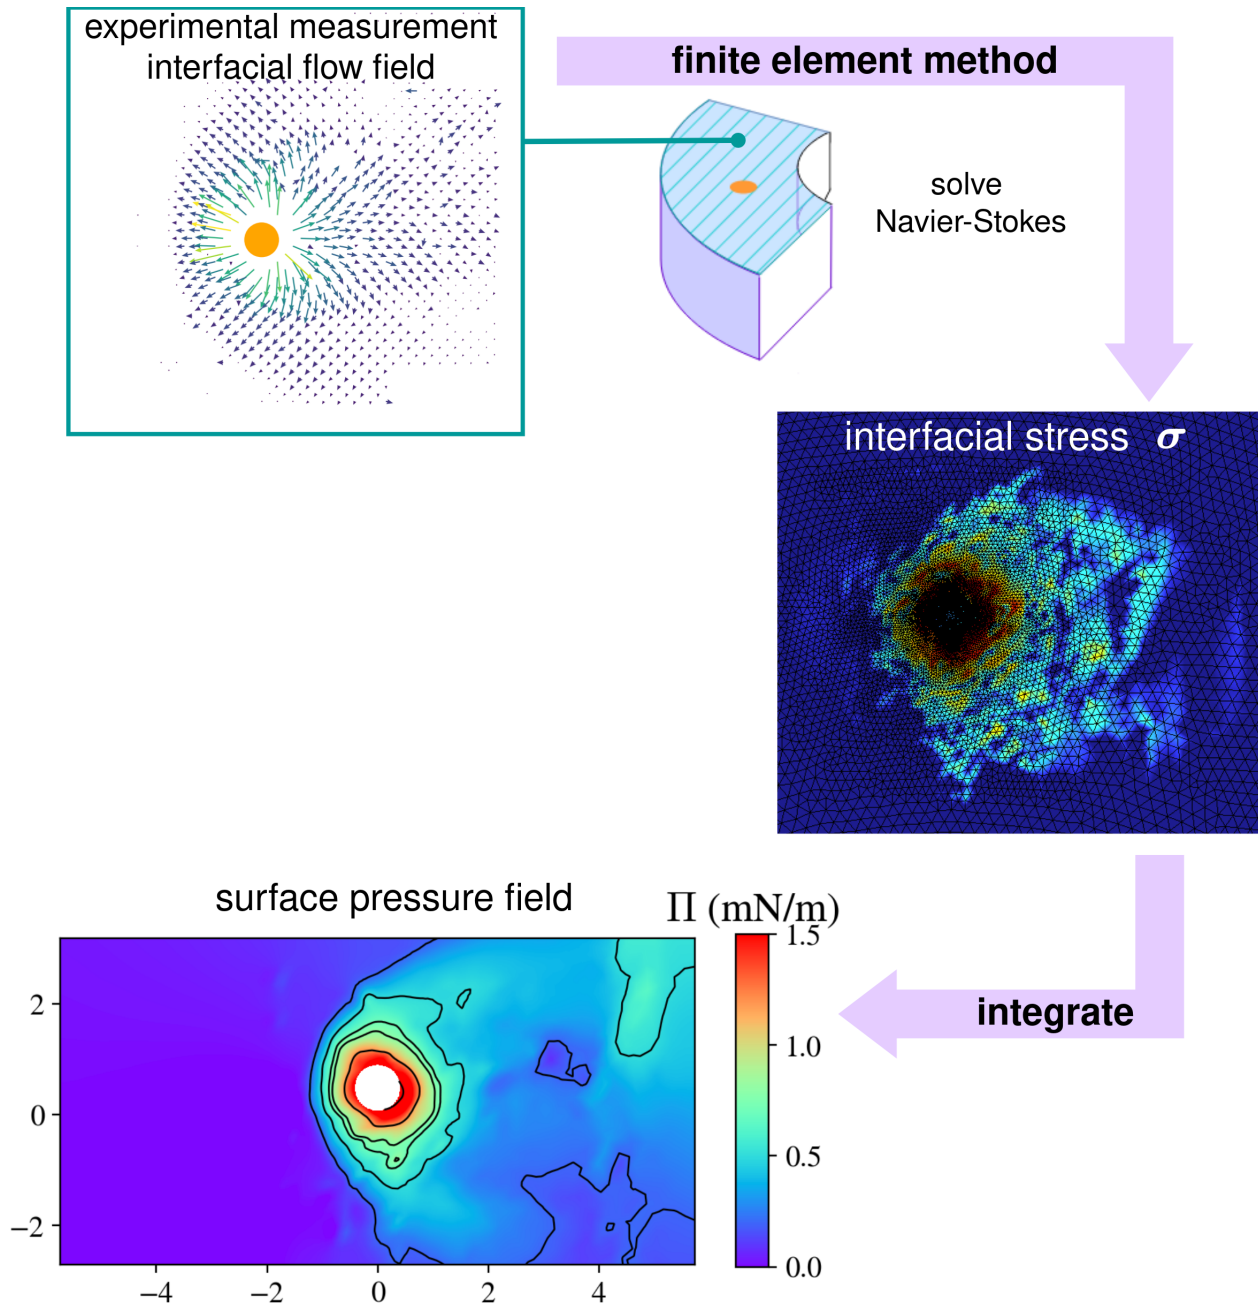 experimental measurement
interfacial flow field
finite element method
solve
Navier-Stokes
interfacial stress σ
surface pressure field
Π (mN/m)
1.5
1.0
0.5
0.0
integrate
2
0
−2
−4
−2
0
2
4